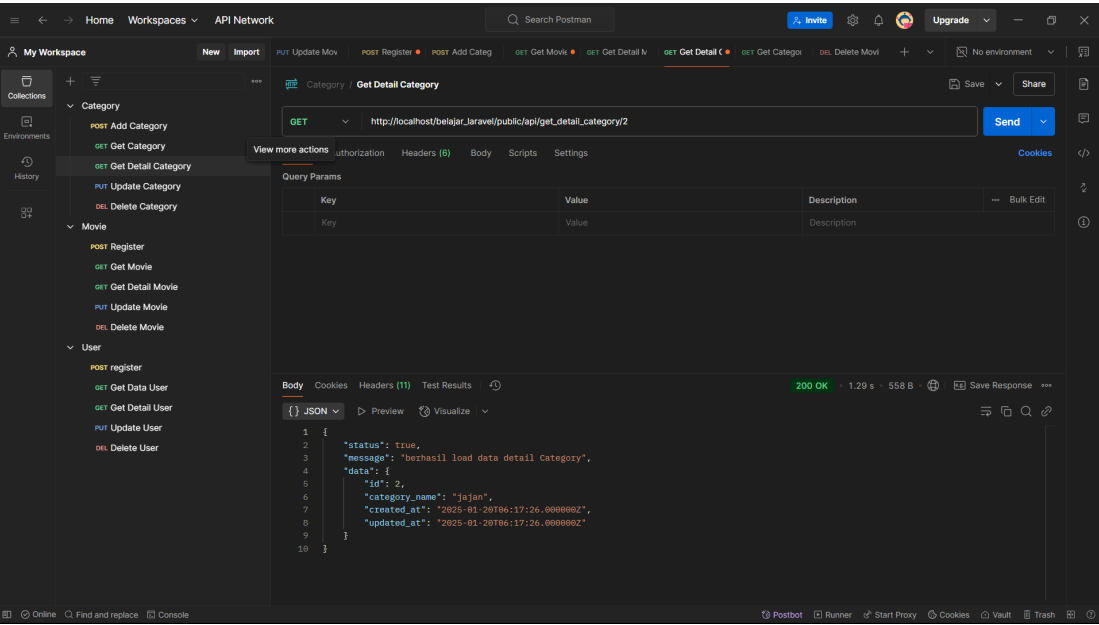 Home Workspaces API Network Search Postman Invite Upgrade
My Workspace New Import PUT Update Mov POST Register POST Add Categ GET Get Movie GET Get Detail M GET Get Detail C GET Get Categor DEL Delete Movi No environment
Collections
Environments
History
Category
POST Add Category
GET Get Category
GET Get Detail Category
PUT Update Category
DEL Delete Category
Movie
POST Register
GET Get Movie
GET Get Detail Movie
PUT Update Movie
DEL Delete Movie
User
POST register
GET Get Data User
GET Get Detail User
PUT Update User
DEL Delete User
HTTP Category / Get Detail Category Save Share
GET http://localhost/belajar_laravel/public/api/get_detail_category/2 Send
View more actions uthorization Headers (6) Body Scripts Settings Cookies
Query Params
Key Value Description Bulk Edit
Key Value Description
Body Cookies Headers (11) Test Results 200 OK 1.29 s 558 B Save Response
{} JSON Preview Visualize
1 {
2 "status": true,
3 "message": "berhasil load data detail Category",
4 "data": {
5 "id": 2,
6 "category_name": "jajan",
7 "created_at": "2025-01-20T06:17:26.000000Z",
8 "updated_at": "2025-01-20T06:17:26.000000Z"
9 }
10 }
Online Find and replace Console Postbot Runner Start Proxy Cookies Vault Trash